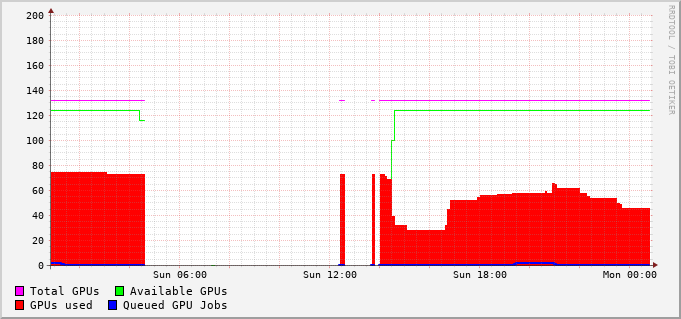 200
180
160
140
120
100
80
60
40
20
0
Sun 06:00 Sun 12:00 Sun 18:00 Mon 00:00
Total GPUs Available GPUs
GPUs used Queued GPU Jobs
RRDTOOL / TOBI OETIKER